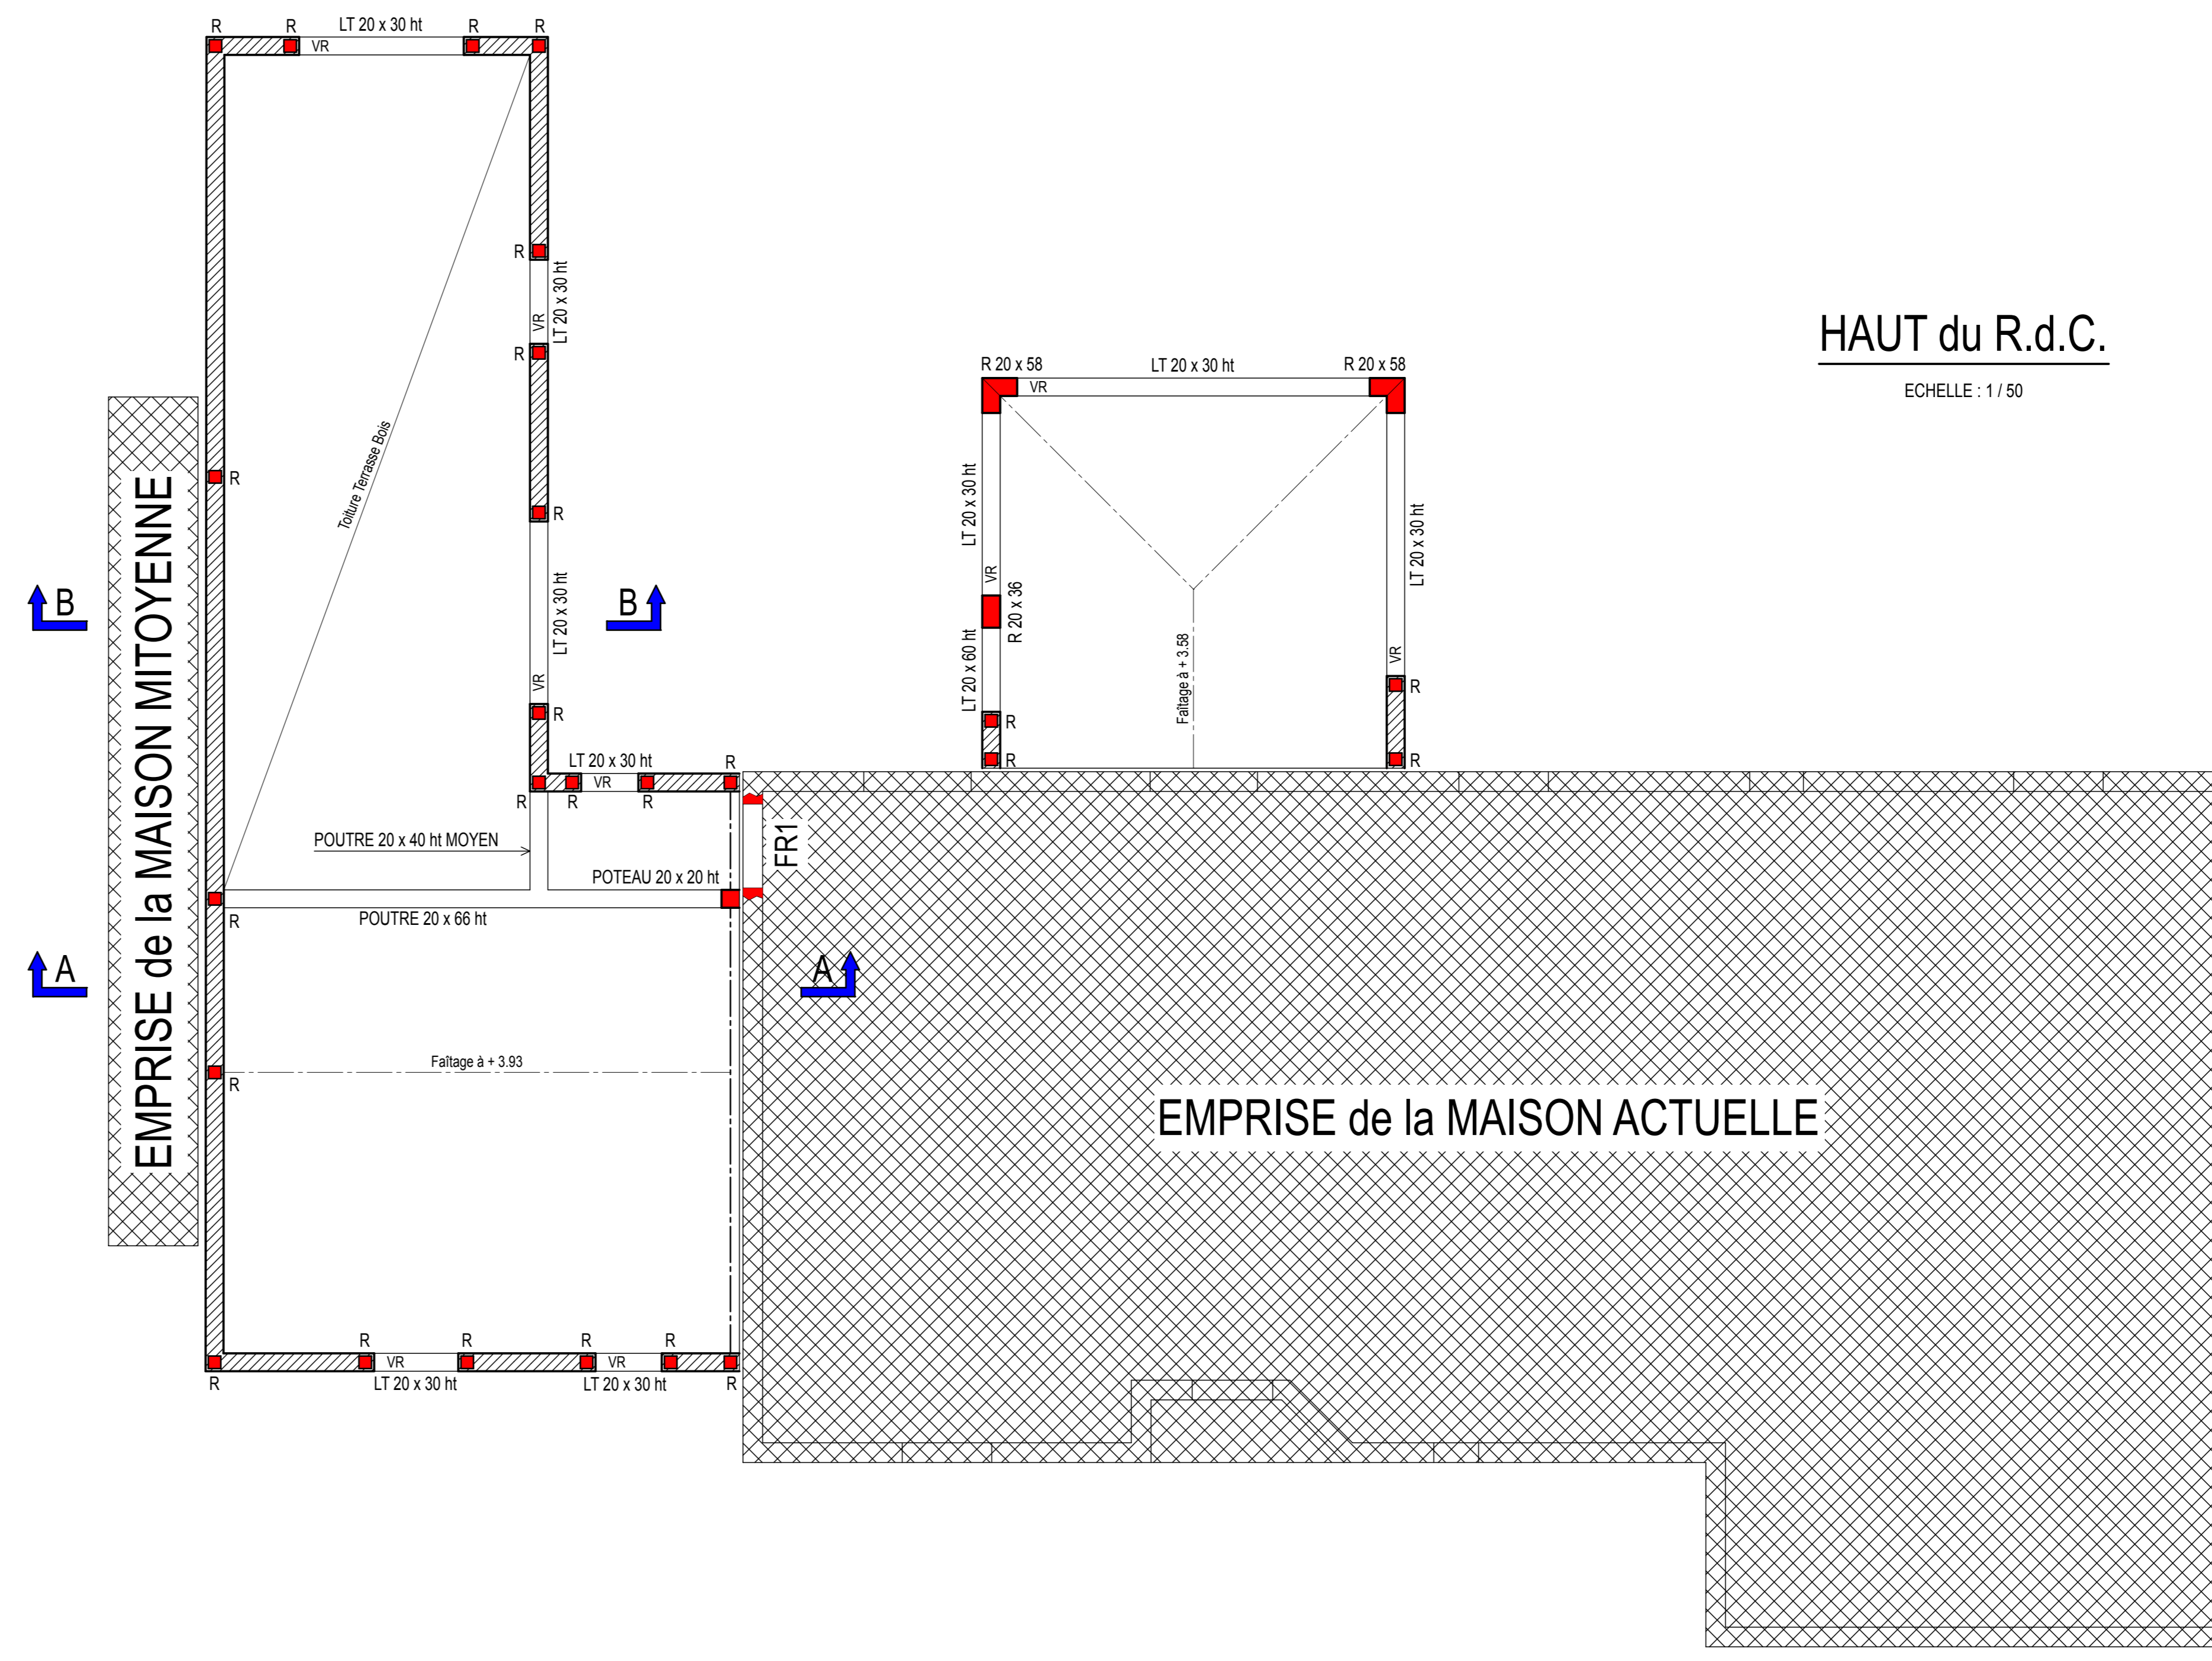 R R LT 20 x 30 ht R R
VR
HAUT du R.d.C.
ECHELLE : 1 / 50
R
LT 20 x 30 ht
VR
R
R 20 x 58 LT 20 x 30 ht R 20 x 58
VR
Toiture Terrasse Bois
R
R
LT 20 x 30 ht
LT 20 x 30 ht
VR
R 20 x 36
B B
LT 20 x 30 ht
VR
R
LT 20 x 60 ht
Faîtage à + 3.58
VR
R
R
R
R
EMPRISE de la MAISON MITOYENNE
LT 20 x 30 ht
R
VR
R R R
POUTRE 20 x 40 ht MOYEN
FR1
POTEAU 20 x 20 ht
R
POUTRE 20 x 66 ht
A A
Faîtage à + 3.93
R
EMPRISE de la MAISON ACTUELLE
R R R R
VR VR
R LT 20 x 30 ht LT 20 x 30 ht R